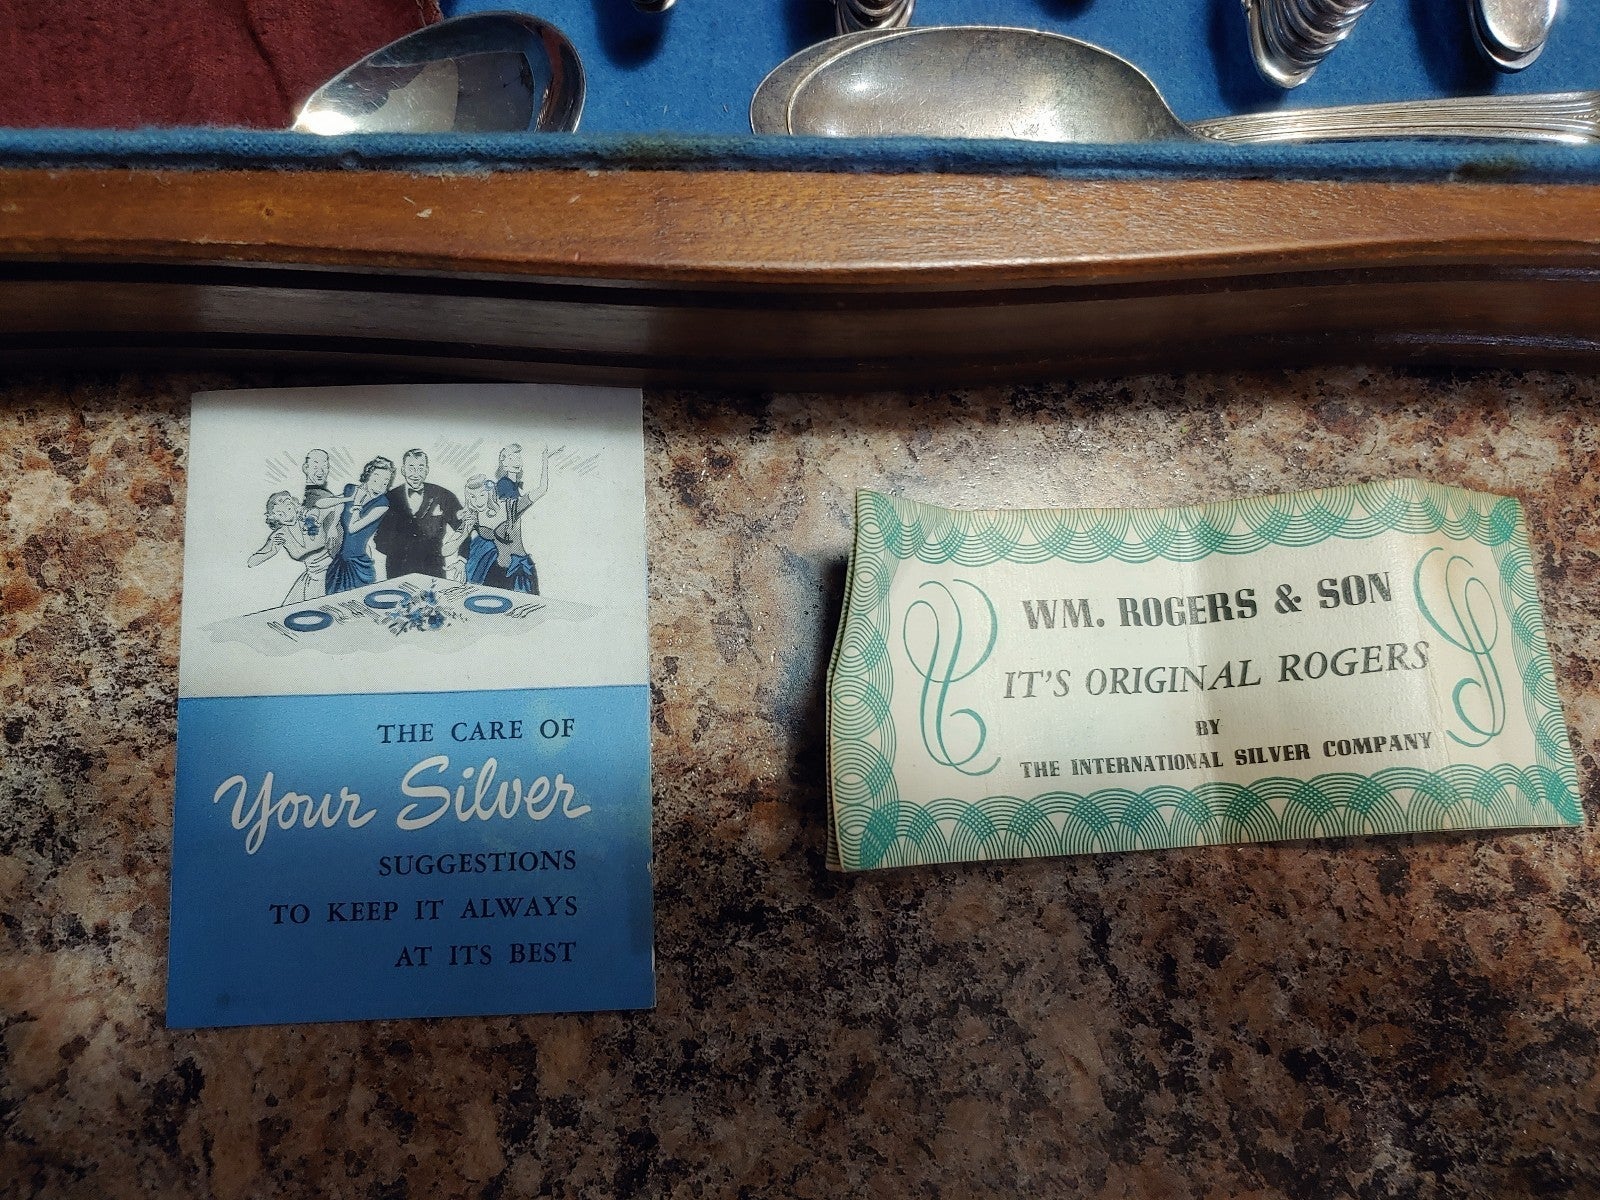 THE CARE OF
Your Silver
SUGGESTIONS
TO KEEP IT ALWAYS
AT ITS BEST
WM. ROGERS & SON
IT'S ORIGINAL ROGERS
BY
THE INTERNATIONAL SILVER COMPANY